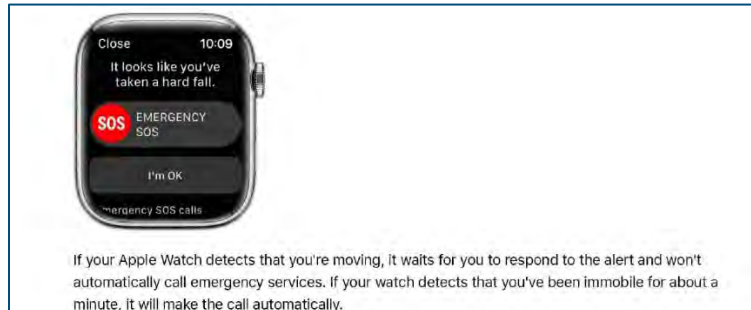 Close 10:09
It looks like you've
taken a hard fall.
SOS EMERGENCY
SOS
I'm OK
mergency SOS calls
If your Apple Watch detects that you're moving, it waits for you to respond to the alert and won't
automatically call emergency services. If your watch detects that you've been immobile for about a
minute, it will make the call automatically.